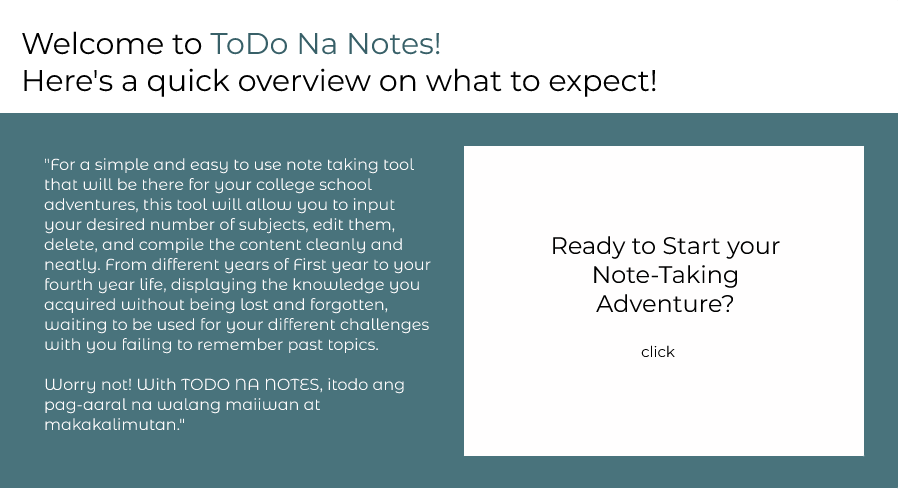 Welcome to ToDo Na Notes!
Here's a quick overview on what to expect!
"For a simple and easy to use note taking tool
that will be there for your college school
adventures, this tool will allow you to input
your desired number of subjects, edit them,
delete, and compile the content cleanly and
neatly. From different years of First year to your
fourth year life, displaying the knowledge you
acquired without being lost and forgotten,
waiting to be used for your different challenges
with you failing to remember past topics.
Worry not! With TODO NA NOTES, itodo ang
pag-aaral na walang maiiwan at
makakalimutan."
Ready to Start your
Note-Taking
Adventure?
click